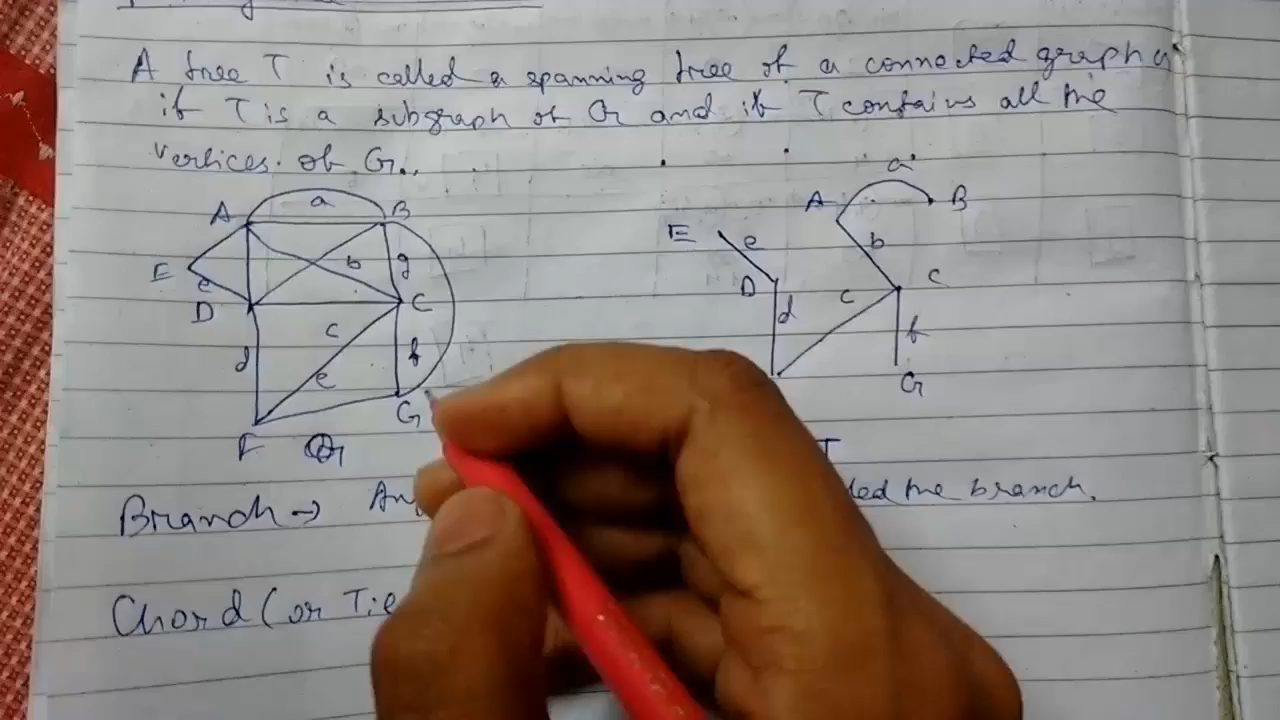 A tree T is called a spanning tree of a connected graph G
if T is a subgraph of G and if T contains all the
vertices of G..
a a
A B A B
E e b
E e b g D d c C
D C f
c G
d e f
G
F G T
Branch → An the branch.
Chord (or Tie